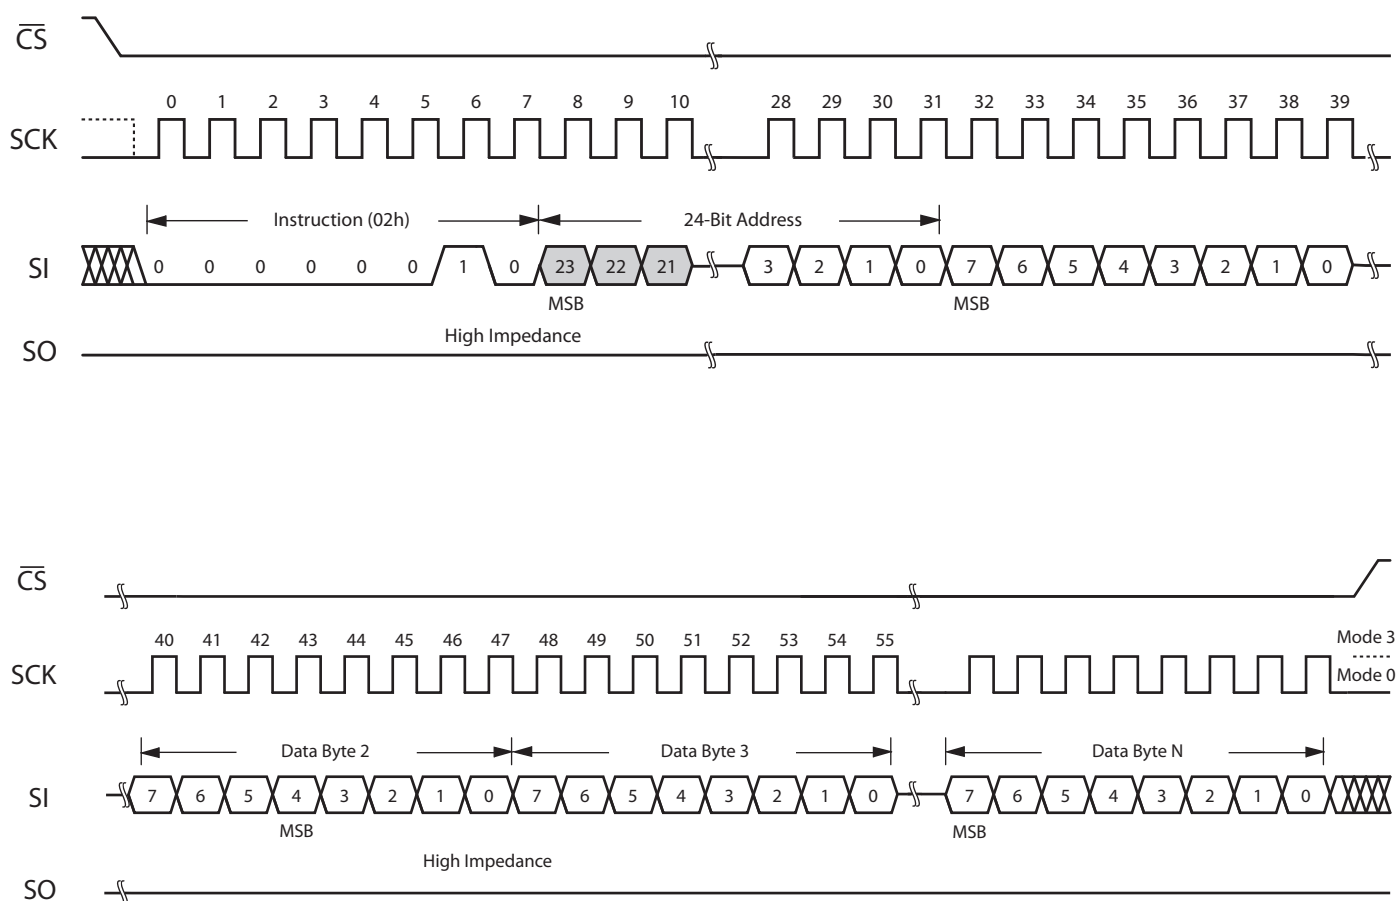 CS
0 1 2 3 4 5 6 7 8 9 10 28 29 30 31 32 33 34 35 36 37 38 39
SCK
Instruction (02h) 24-Bit Address
SI 0 0 0 0 0 0 1 0 23 22 21 3 2 1 0 7 6 5 4 3 2 1 0
MSB MSB
High Impedance
SO
CS
40 41 42 43 44 45 46 47 48 49 50 51 52 53 54 55 Mode 3
SCK Mode 0
Data Byte 2 Data Byte 3 Data Byte N
SI 7 6 5 4 3 2 1 0 7 6 5 4 3 2 1 0 7 6 5 4 3 2 1 0
MSB MSB
High Impedance
SO